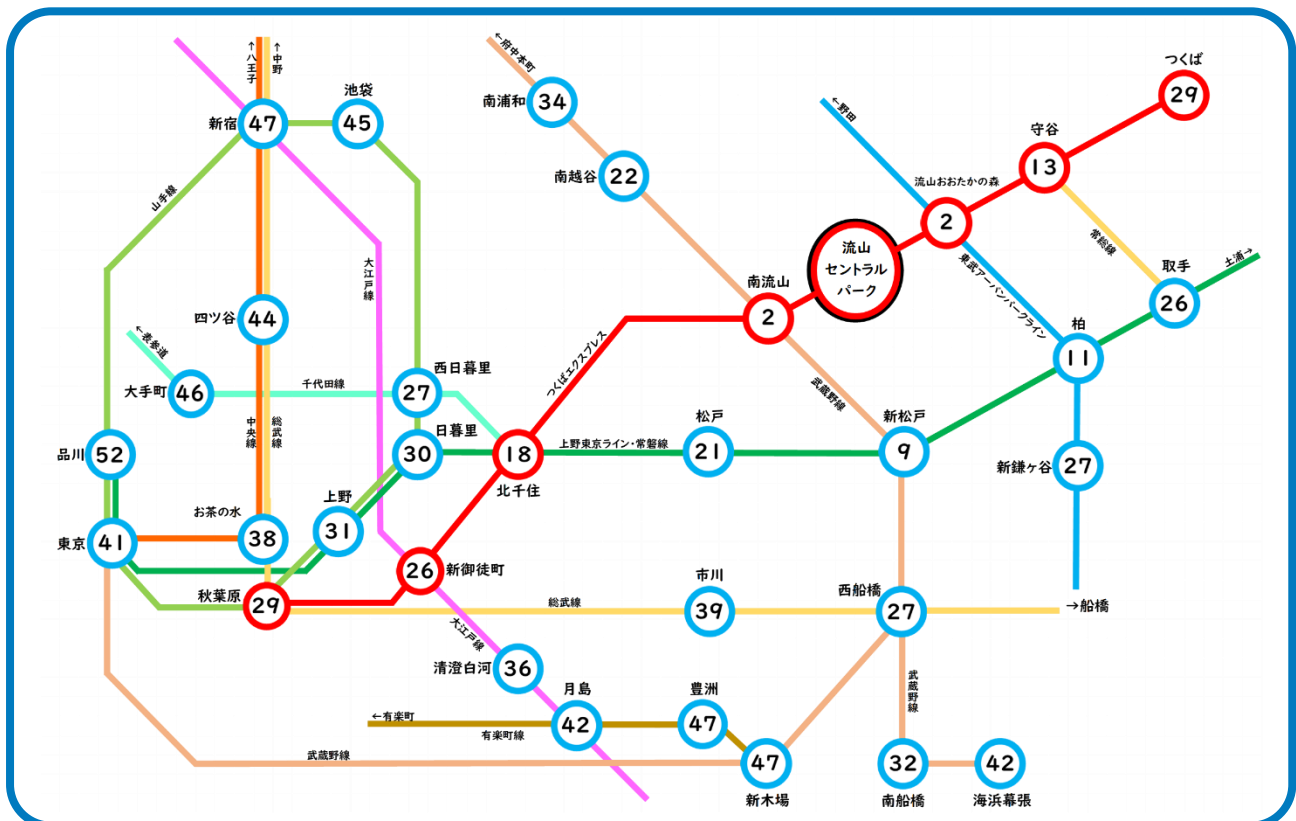 ↑八王子
↑中野
←府中本町
つくば
29
池袋
45
南浦和
34
←野田
守谷
13
新宿
47
南越谷
22
流山おおたかの森
2
山手線
常総線
土浦→
大江戸線
流山
セントラル
パーク
東武アーバンパークライン
取手
26
南流山
2
四ツ谷
44
柏
11
←表参道
つくばエクスプレス
武蔵野線
西日暮里
27
大手町
46
千代田線
中央線
総武線
日暮里
30
松戸
21
新松戸
9
品川
52
18
北千住
上野東京ライン・常磐線
新鎌ヶ谷
27
上野
31
お茶の水
38
東京
41
新御徒町
26
市川
39
西船橋
27
秋葉原
29
総武線
→船橋
大江戸線
清澄白河
36
月島
42
豊洲
47
武蔵野線
←有楽町
有楽町線
武蔵野線
47
新木場
32
南船橋
42
海浜幕張